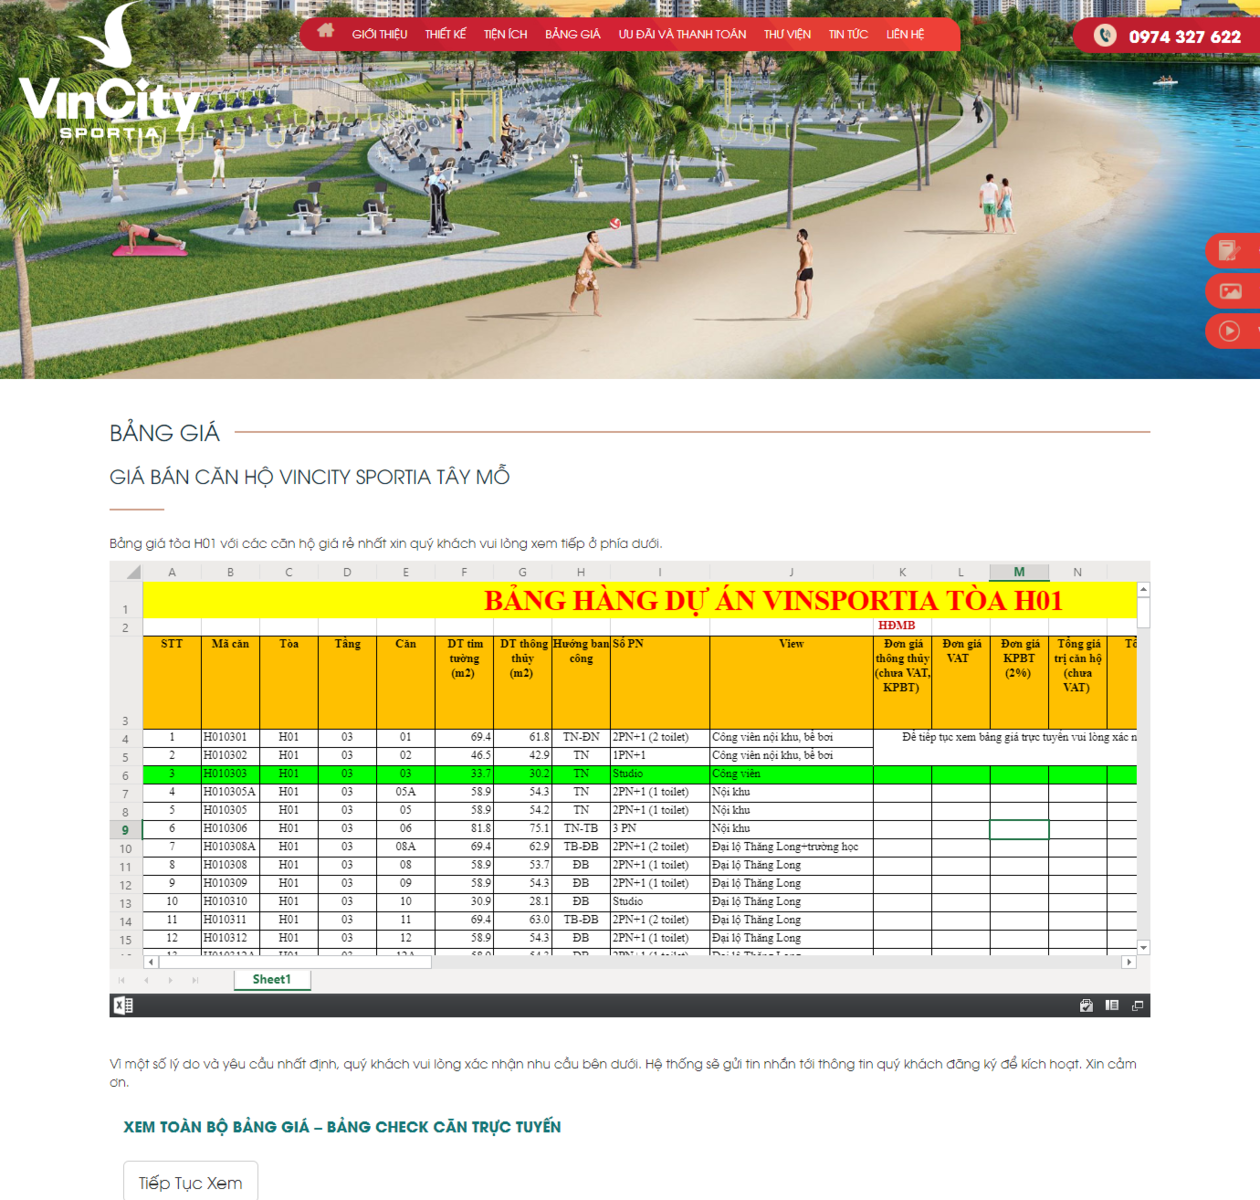 GIỚI THIỆU THIẾT KẾ TIỆN ÍCH BẢNG GIÁ ƯU ĐÃI VÀ THANH TOÁN THƯ VIỆN TIN TỨC LIÊN HỆ
0974 327 622
VinCity
SPORTIA
BẢNG GIÁ
GIÁ BÁN CĂN HỘ VINCITY SPORTIA TÂY MỖ
Bảng giá tòa H01 với các căn hộ giá rẻ nhất xin quý khách vui lòng xem tiếp ở phía dưới.
A B C D E F G H I J K L M N
1 BẢNG HÀNG DỰ ÁN VINSPORTIA TÒA H01
2 HĐMB
STT Mã căn Tòa Tầng Căn DT tim DT thông Hướng ban Số PN View Đơn giá Đơn giá Đơn giá Tổng giá
tường thủy công thông thủy VAT KPBT trị căn hộ
(m2) (m2) (chưa VAT, (2%) (chưa
KPBT) VAT)
3
4 1 H010301 H01 03 01 69.4 61.8 TN-ĐN 2PN+1 (2 toilet) Công viên nội khu, bể bơi Để tiếp tục xem bảng giá trực tuyến vui lòng xác n
5 2 H010302 H01 03 02 46.5 42.9 TN 1PN+1 Công viên nội khu, bể bơi
6 3 H010303 H01 03 03 33.7 30.2 TN Studio Công viên
7 4 H010305A H01 03 05A 58.9 54.3 TN 2PN+1 (1 toilet) Nội khu
8 5 H010305 H01 03 05 58.9 54.2 TN 2PN+1 (1 toilet) Nội khu
9 6 H010306 H01 03 06 81.8 75.1 TN-TB 3 PN Nội khu
10 7 H010308A H01 03 08A 69.4 62.9 TB-ĐB 2PN+1 (2 toilet) Đại lộ Thăng Long+trường học
11 8 H010308 H01 03 08 58.9 53.7 ĐB 2PN+1 (1 toilet) Đại lộ Thăng Long
12 9 H010309 H01 03 09 58.9 54.3 ĐB 2PN+1 (1 toilet) Đại lộ Thăng Long
13 10 H010310 H01 03 10 30.9 28.1 ĐB Studio Đại lộ Thăng Long
14 11 H010311 H01 03 11 69.4 63.0 TB-ĐB 2PN+1 (2 toilet) Đại lộ Thăng Long
15 12 H010312 H01 03 12 58.9 54.3 ĐB 2PN+1 (1 toilet) Đại lộ Thăng Long
Sheet1
Vì một số lý do và yêu cầu nhất định, quý khách vui lòng xác nhận nhu cầu bên dưới. Hệ thống sẽ gửi tin nhắn tới thông tin quý khách đăng ký để kích hoạt. Xin cảm
ơn.
XEM TOÀN BỘ BẢNG GIÁ – BẢNG CHECK CĂN TRỰC TUYẾN
Tiếp Tục Xem